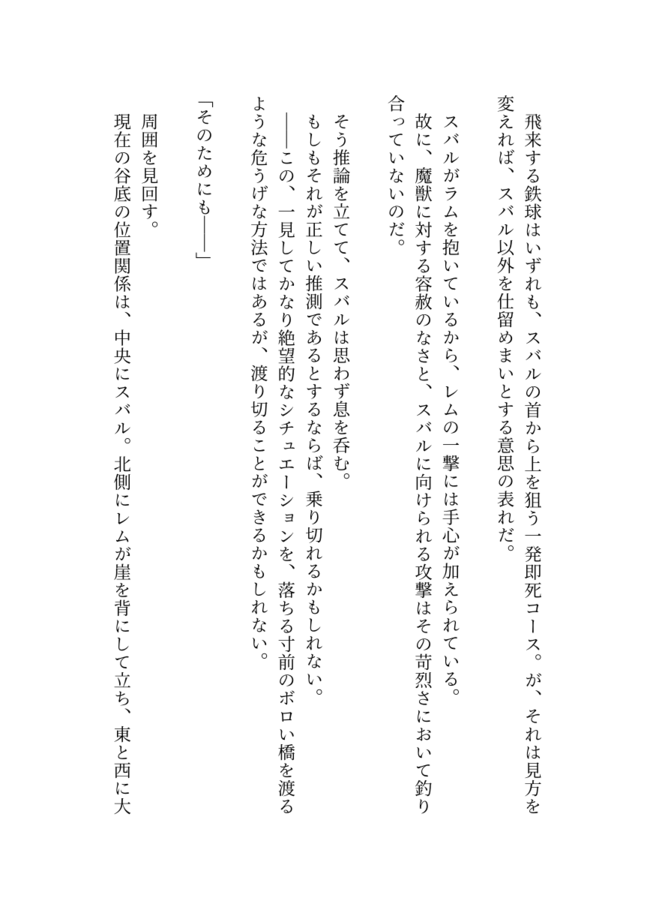 飛来する鉄球はいずれも、スバルの首から上を狙う一発即死コース。が、それは見方を
変えれば、スバル以外を仕留めまいとする意思の表れだ。
スバルがラムを抱いているから、レムの一撃には手心が加えられている。
故に、魔獣に対する容赦のなさと、スバルに向けられる攻撃はその苛烈さにおいて釣り
合っていないのだ。
そう推論を立てて、スバルは思わず息を呑む。
もしもそれが正しい推測であるとするならば、乗り切れるかもしれない。
――この、一見してかなり絶望的なシチュエーションを、落ちる寸前のボロい橋を渡る
ような危うげな方法ではあるが、渡り切ることができるかもしれない。
「そのためにも――」
周囲を見回す。
現在の谷底の位置関係は、中央にスバル。北側にレムが崖を背にして立ち、東と西に大